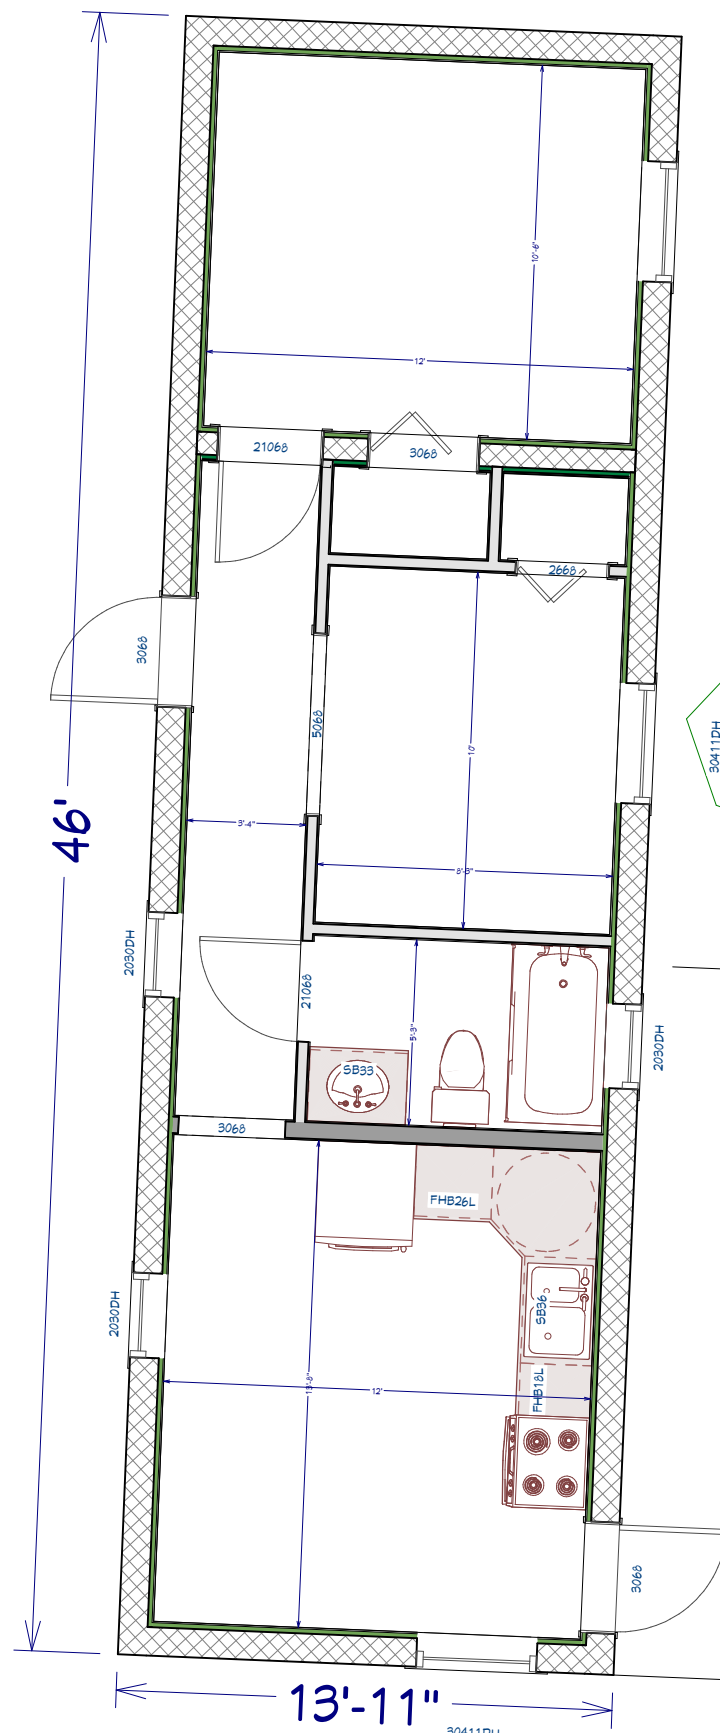 10'-6"
12'
21068
3068
2668
3068
5068
30411DH
10'
46'
3'-4"
8'-3"
2030DH
21068
5'-3"
2030DH
SB33
3068
FHB26L
SB36
2030DH
FHB18L
13'-8"
12'
3068
13'-11"
30411DH